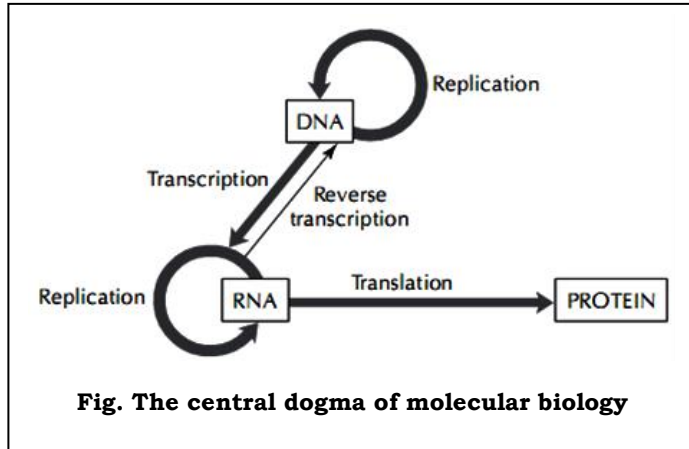 Replication
DNA
Transcription
Reverse
transcription
Replication
RNA
Translation
PROTEIN
Fig. The central dogma of molecular biology